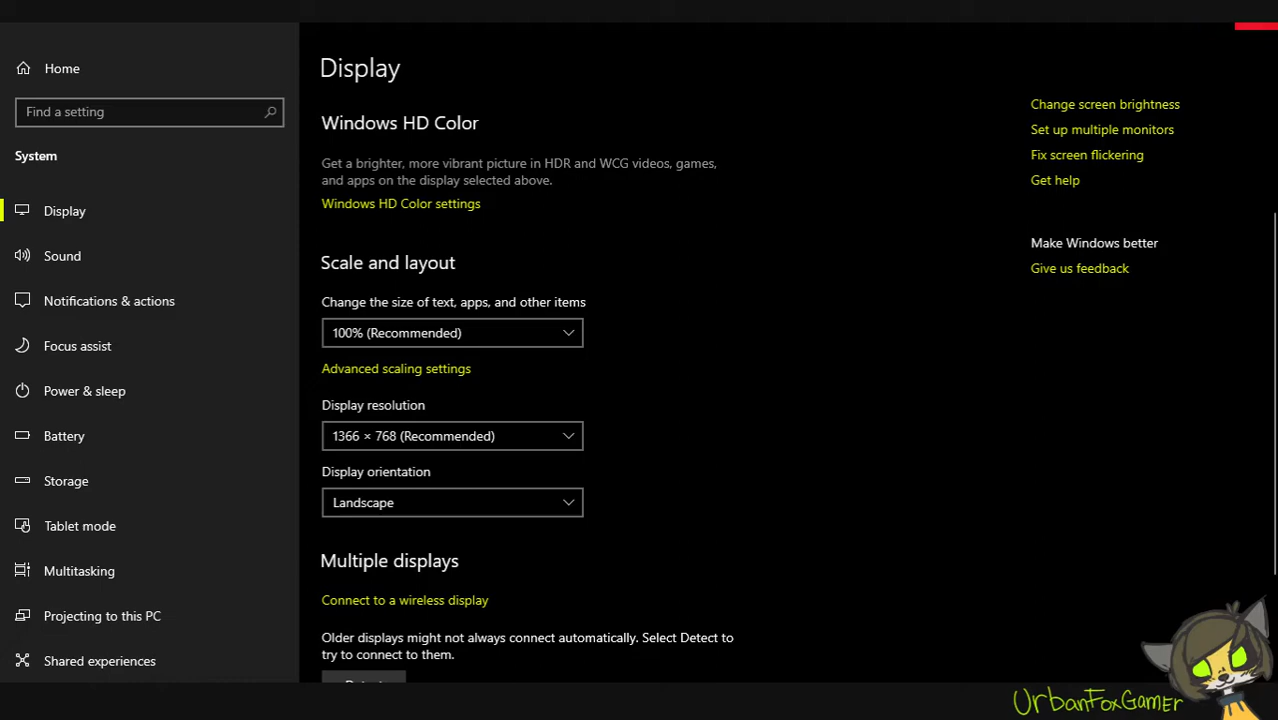 Home
Find a setting
System
Display
Sound
Notifications & actions
Focus assist
Power & sleep
Battery
Storage
Tablet mode
Multitasking
Projecting to this PC
Shared experiences
Display
Windows HD Color
Get a brighter, more vibrant picture in HDR and WCG videos, games,
and apps on the display selected above.
Windows HD Color settings
Scale and layout
Change the size of text, apps, and other items
100% (Recommended)
Advanced scaling settings
Display resolution
1366 × 768 (Recommended)
Display orientation
Landscape
Multiple displays
Connect to a wireless display
Older displays might not always connect automatically. Select Detect to
try to connect to them.
Change screen brightness
Set up multiple monitors
Fix screen flickering
Get help
Make Windows better
Give us feedback
UrbanFoxGamer